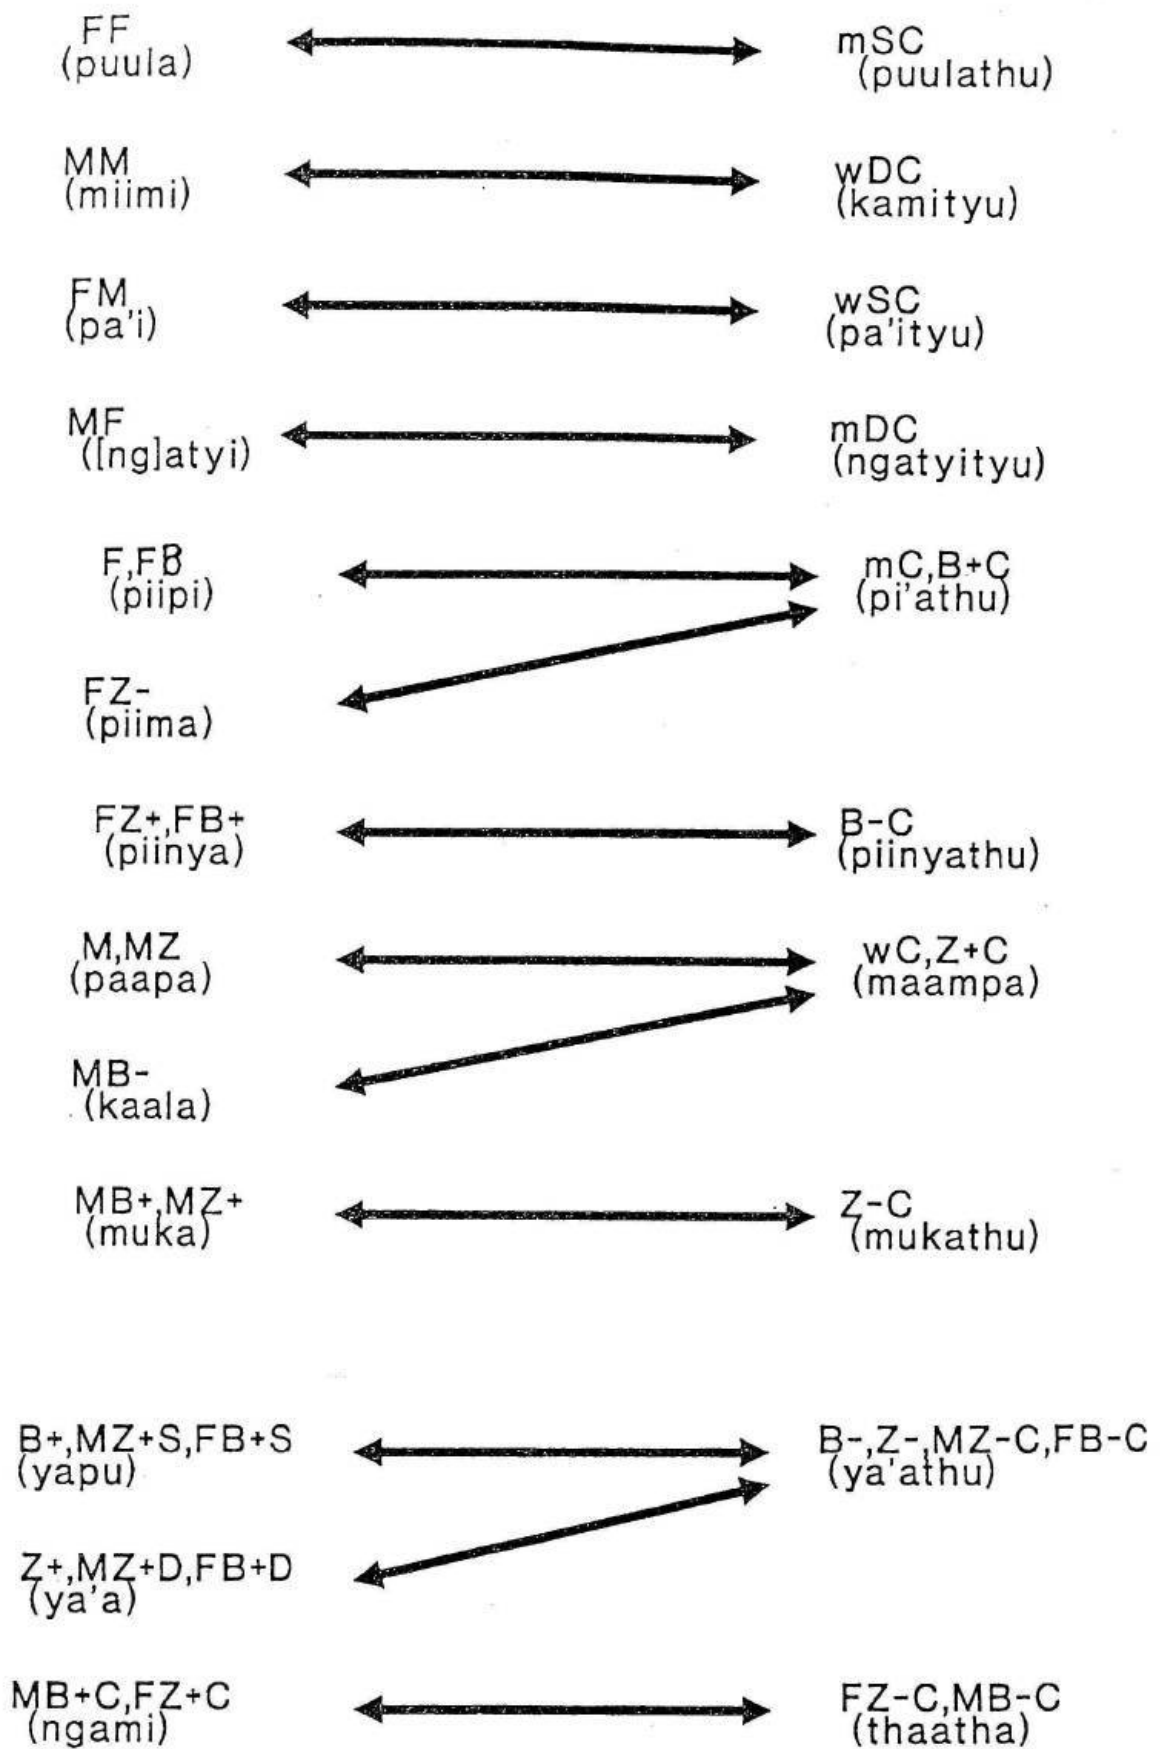 FF mSC
(puula) (puulathu)
MM wDC
(miimi) (kamityu)
FM wSC
(pa'i) (pa'ityu)
MF mDC
([ng]atyi) (ngatyityu)
F,FB mC,B+C
(piipi) (pi'athu)
FZ-
(piima)
FZ+,FB+ B-C
(piinya) (piinyathu)
M,MZ wC,Z+C
(paapa) (maampa)
MB-
(kaala)
MB+,MZ+ Z-C
(muka) (mukathu)
B+,MZ+S,FB+S B-,Z-,MZ-C,FB-C
(yapu) (ya'athu)
Z+,MZ+D,FB+D
(ya'a)
MB+C,FZ+C FZ-C,MB-C
(ngami) (thaatha)